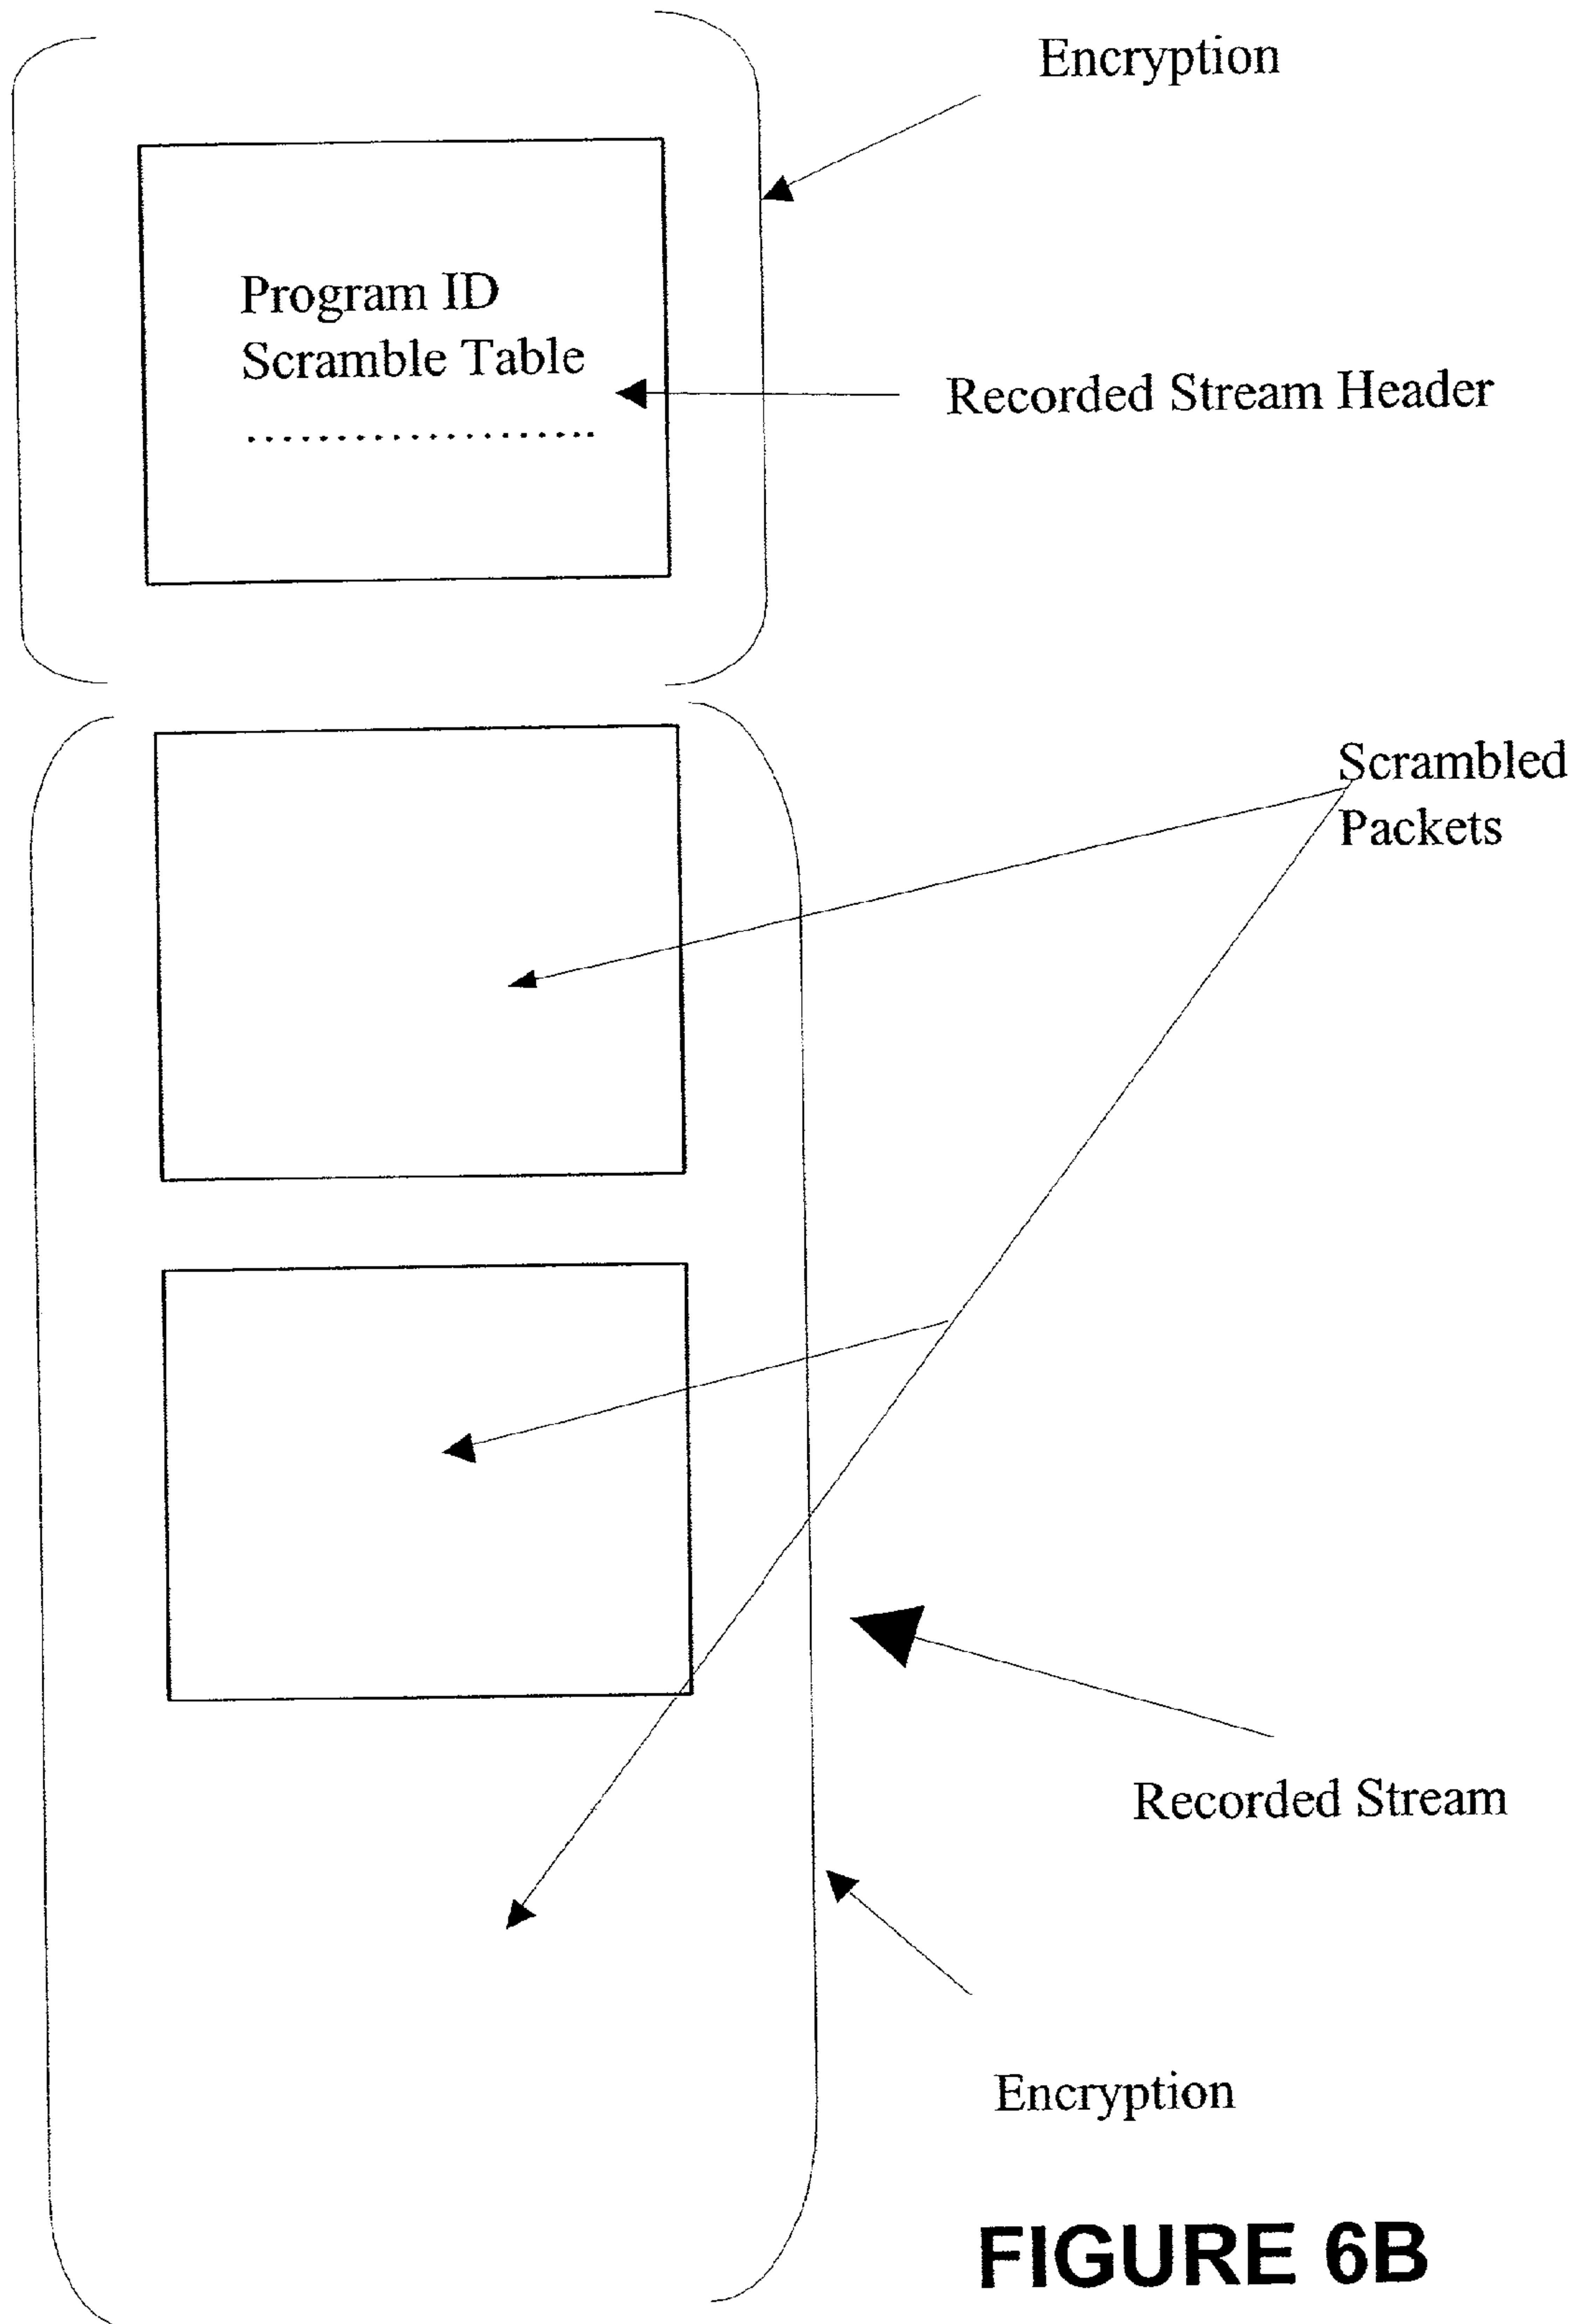 Encryption
Program ID
Scramble Table
...................
Recorded Stream Header
Scrambled
Packets
Recorded Stream
Encryption
FIGURE 6B